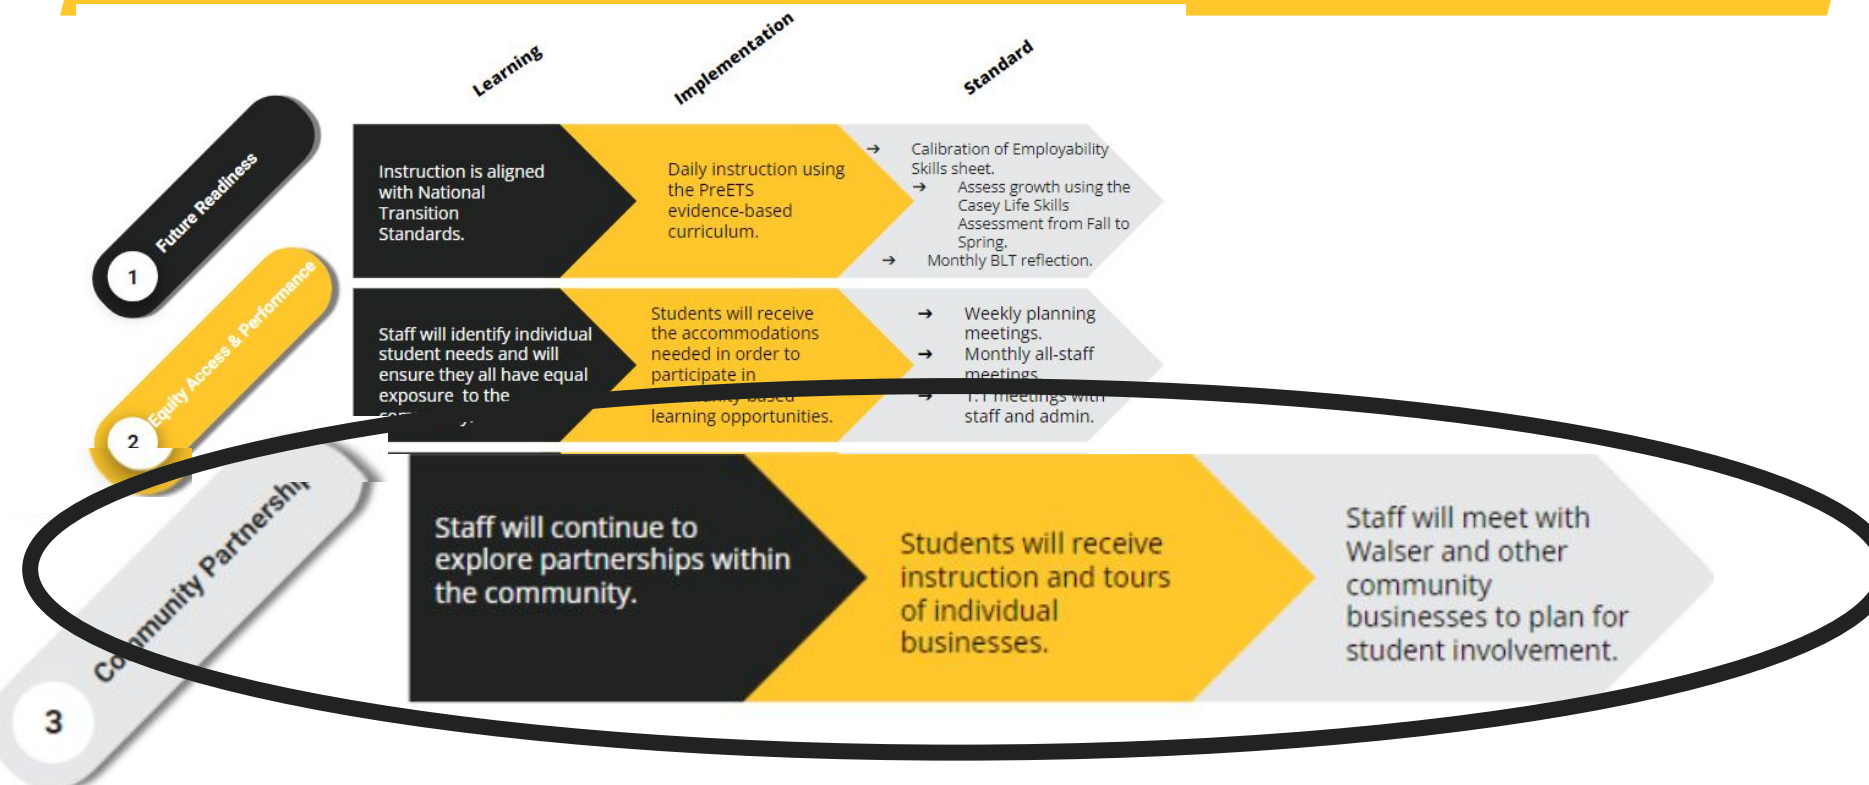 Learning
Implementation
Standard
1
Future Readiness
Instruction is aligned
with National
Transition
Standards.
Daily instruction using
the PreETS
evidence-based
curriculum.
➔ Calibration of Employability
Skills sheet.
➔ Assess growth using the
Casey Life Skills
Assessment from Fall to
Spring.
➔ Monthly BLT reflection.
2
Equity Access & Performance
Staff will identify individual
student needs and will
ensure they all have equal
exposure to the
Students will receive
the accommodations
needed in order to
participate in
learning opportunities.
➔ Weekly planning
meetings.
➔ Monthly all-staff
meetings.
➔ 1:1 meetings with
staff and admin.
3
Community
Staff will continue to
explore partnerships within
the community.
Students will receive
instruction and tours
of individual
businesses.
Staff will meet with
Walser and other
community
businesses to plan for
student involvement.